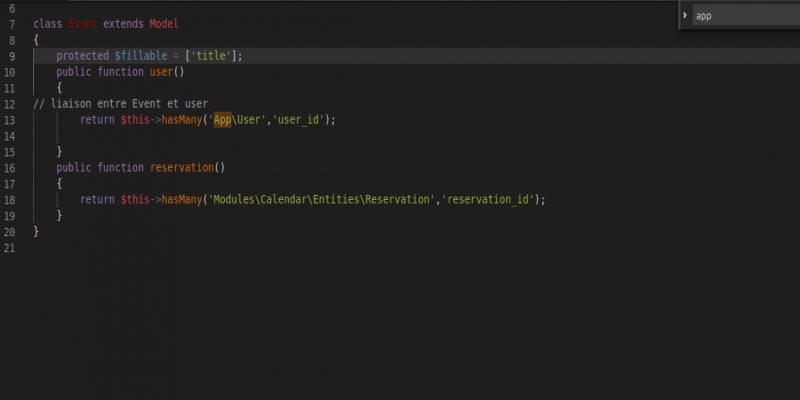 app
6
7 class Event extends Model
8 {
9 protected $fillable = ['title'];
10 public function user()
11 {
12 // liaison entre Event et user
13 return $this->hasMany('App\User','user_id');
14
15 }
16 public function reservation()
17 {
18 return $this->hasMany('Modules\Calendar\Entities\Reservation','reservation_id');
19 }
20 }
21